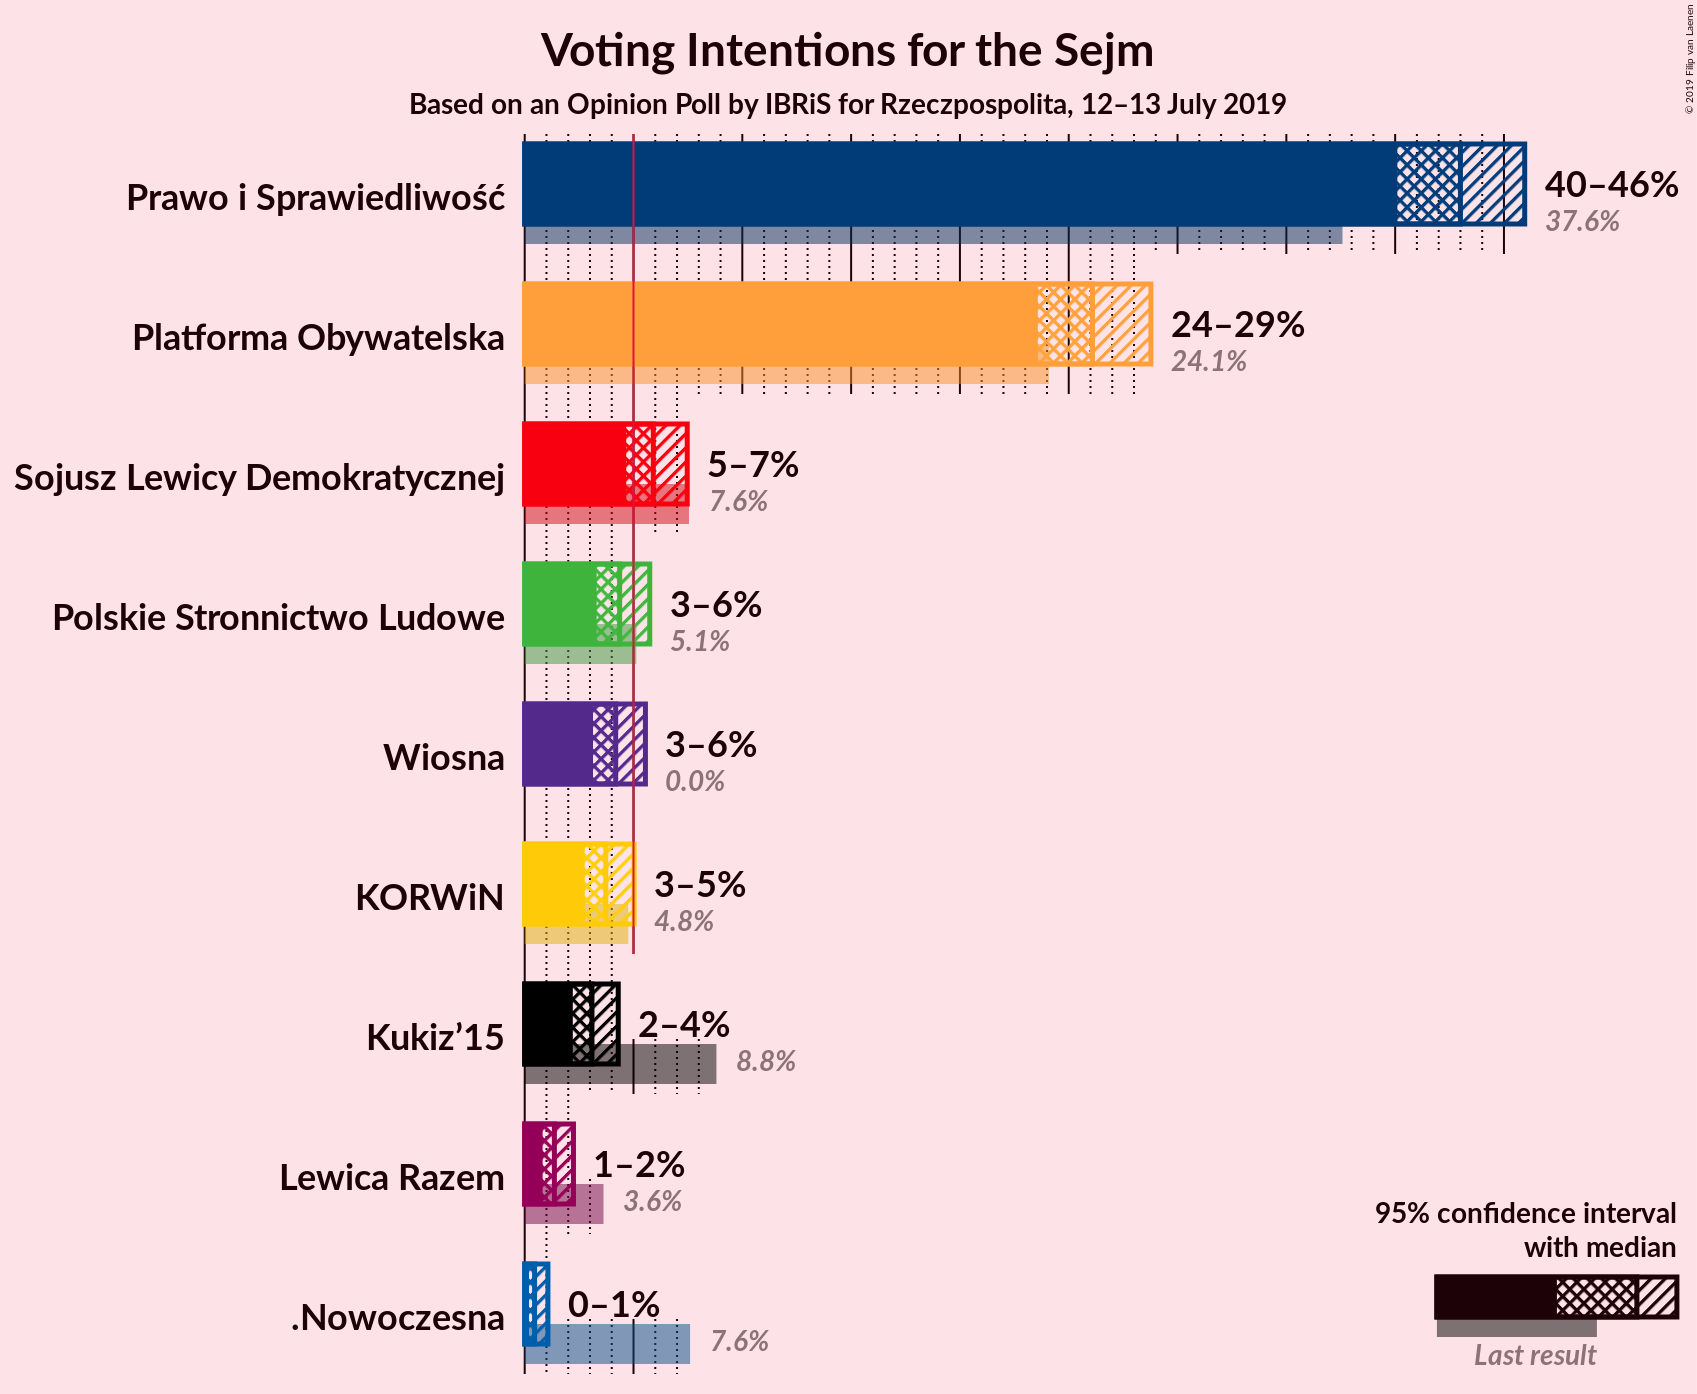 Voting Intentions for the Sejm
Based on an Opinion Poll by IBRiS for Rzeczpospolita, 12–13 July 2019
© 2019 Filip van Laenen
Prawo i Sprawiedliwość
40–46%
37.6%
Platforma Obywatelska
24–29%
24.1%
Sojusz Lewicy Demokratycznej
5–7%
7.6%
Polskie Stronnictwo Ludowe
3–6%
5.1%
Wiosna
3–6%
0.0%
KORWiN
3–5%
4.8%
Kukiz’15
2–4%
8.8%
Lewica Razem
1–2%
3.6%
.Nowoczesna
0–1%
7.6%
95% confidence interval
with median
Last result